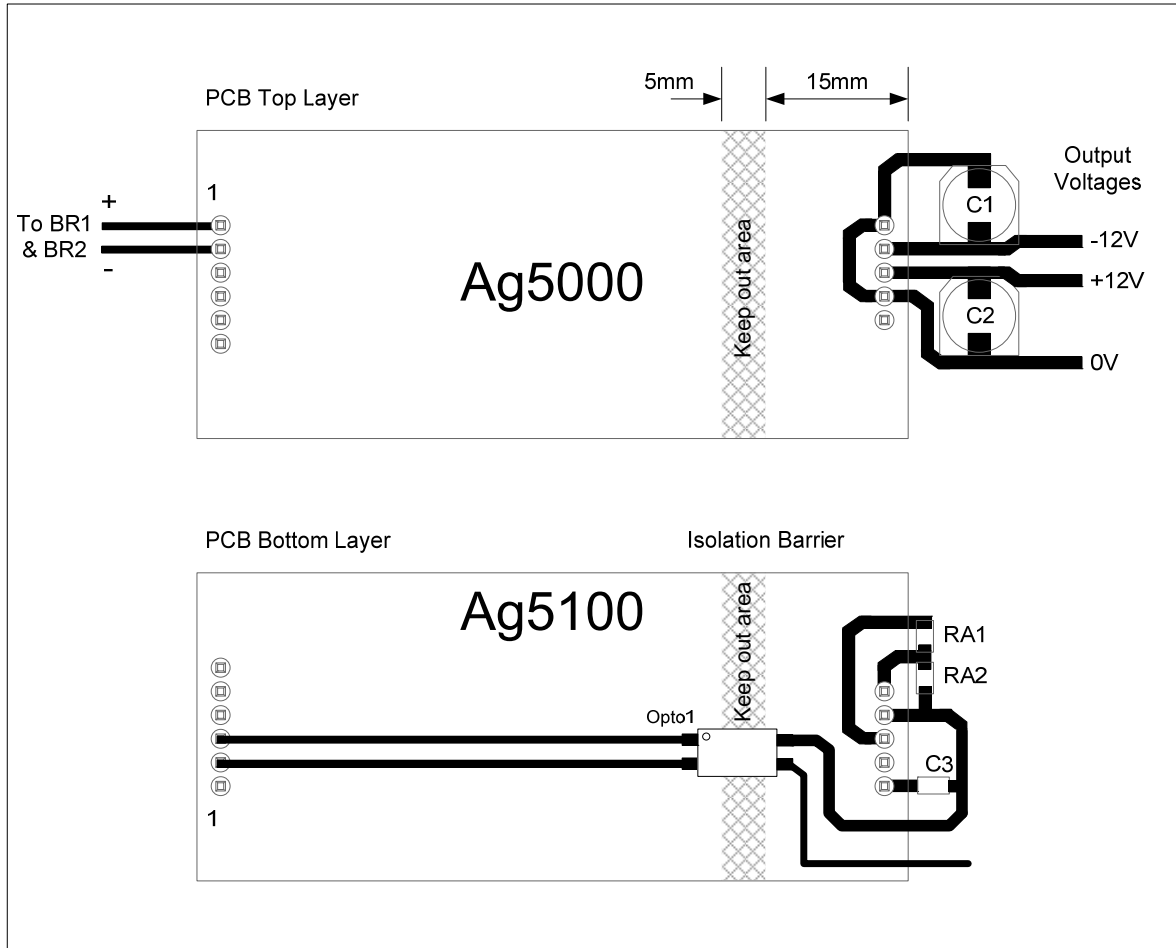 5mm
15mm
PCB Top Layer
Output
Voltages
1
+
To BR1
& BR2
-
C1
-12V
+12V
Ag5000
Keep out area
C2
0V
PCB Bottom Layer
Isolation Barrier
Ag5100
Keep out area
RA1
RA2
Opto1
C3
1